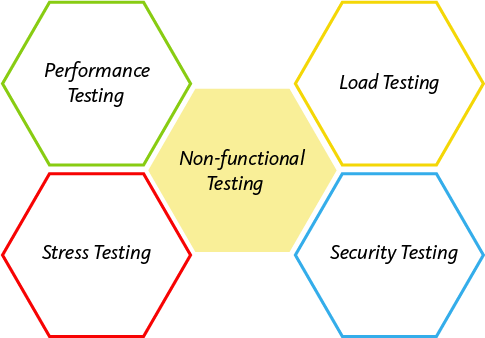 Performance
Testing
Load Testing
Non-functional
Testing
Stress Testing
Security Testing